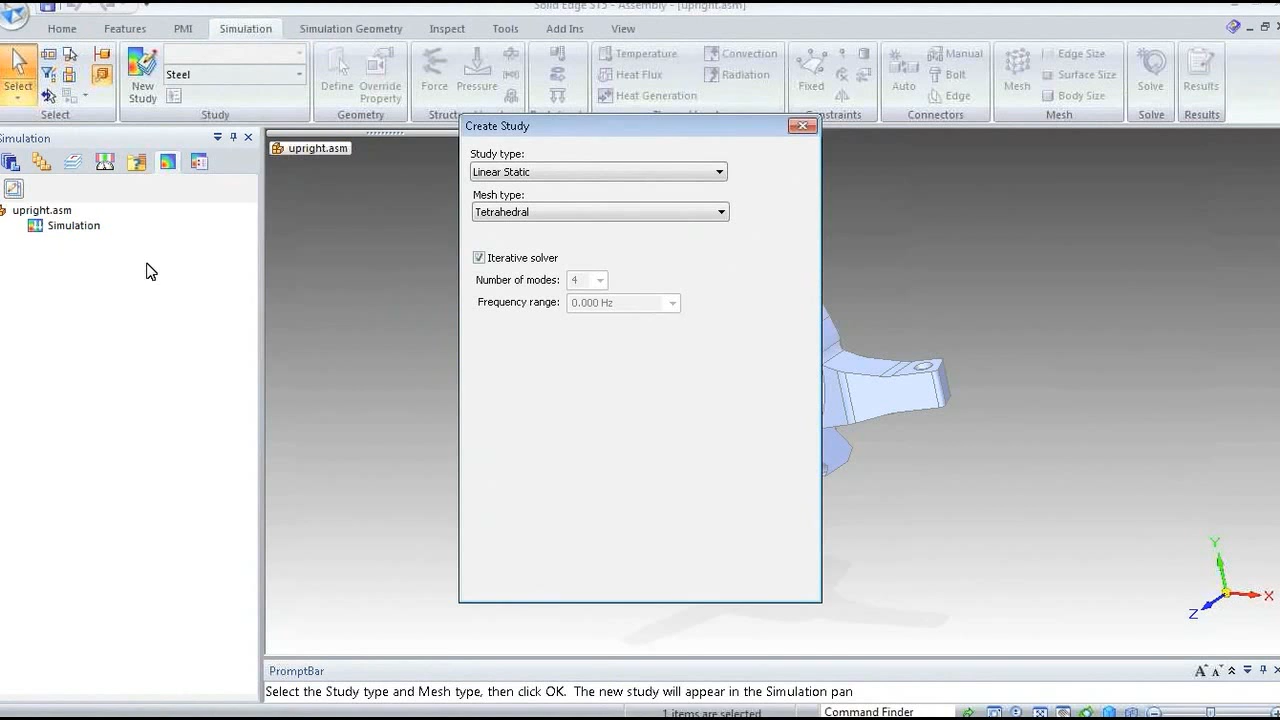 Solid Edge ST5 - Assembly - [upright.asm]
Home Features PMI Simulation Simulation Geometry Inspect Tools Add Ins View
Select
New Study
Steel
Define
Override Property
Force
Pressure
Temperature
Heat Flux
Heat Generation
Convection
Radiation
Fixed
Auto
Manual
Bolt
Edge
Mesh
Edge Size
Surface Size
Body Size
Solve
Results
Select Study Geometry Connectors Mesh Solve Results
Simulation
upright.asm
Simulation
upright.asm
Create Study
Study type:
Linear Static
Mesh type:
Tetrahedral
Iterative solver
Number of modes: 4
Frequency range: 0.000 Hz
Y
X
Z
PromptBar
Select the Study type and Mesh type, then click OK. The new study will appear in the Simulation pan
1 items are selected
Command Finder